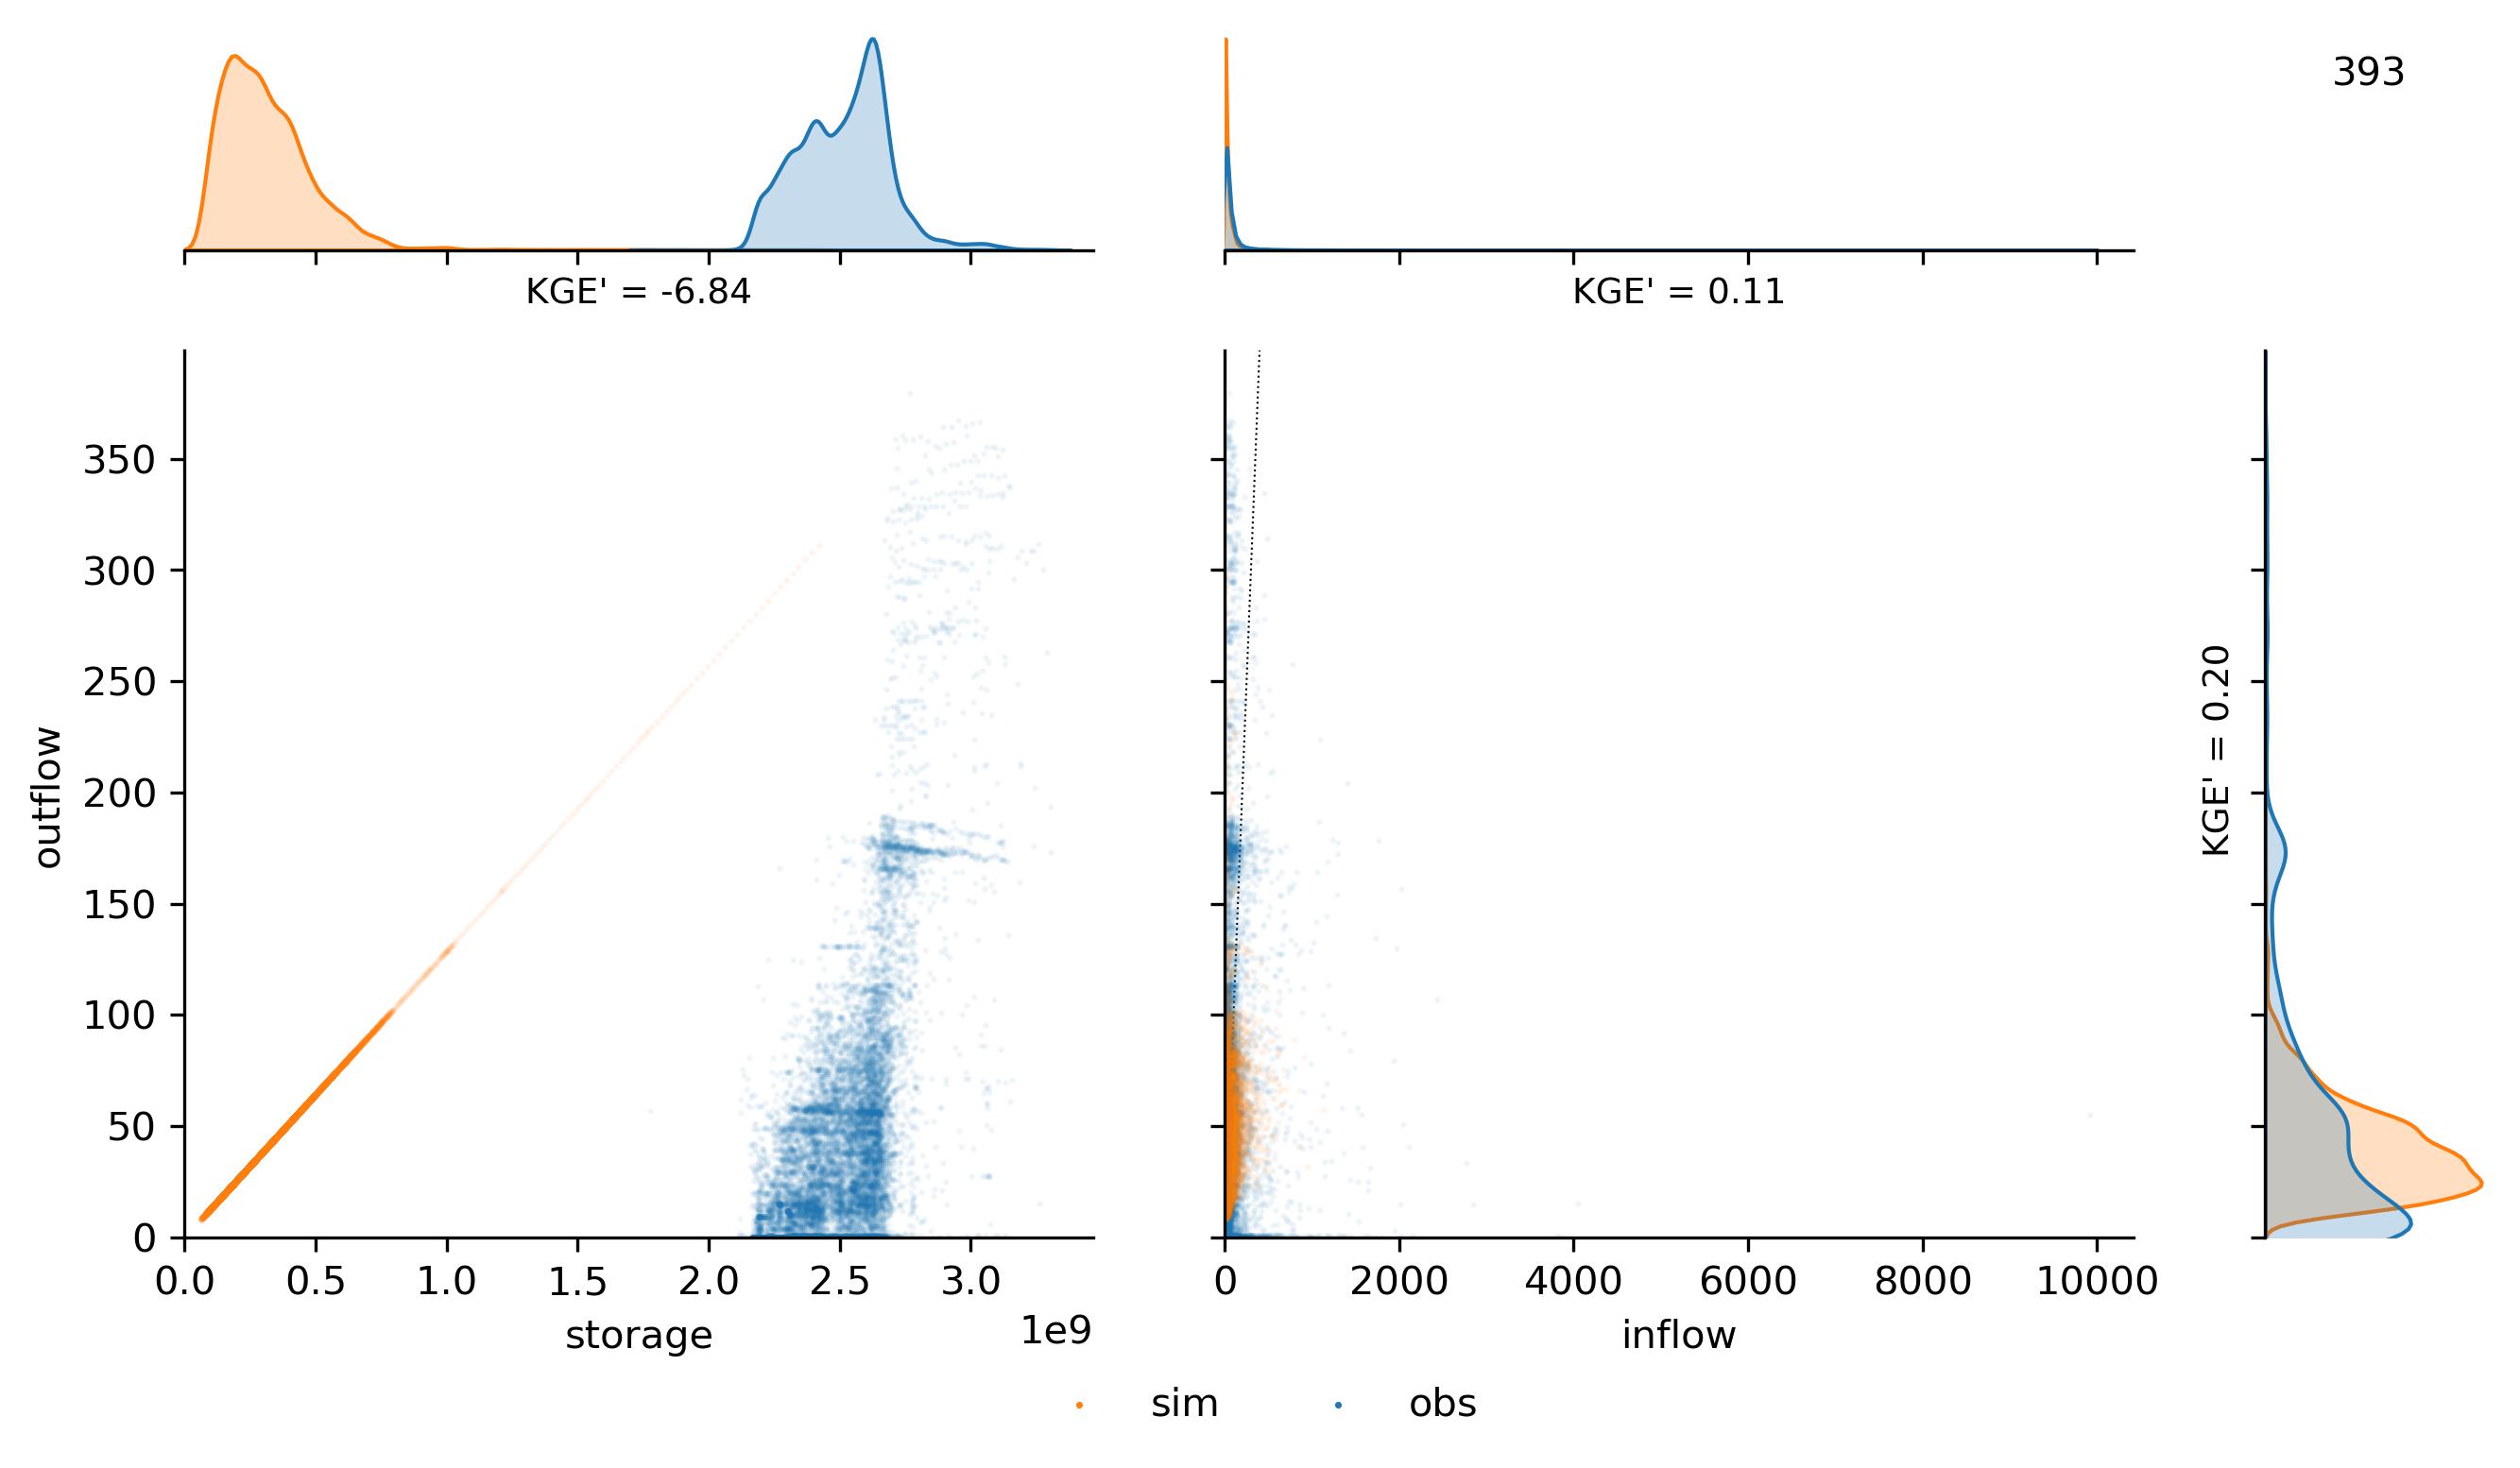 393
KGE' = -6.84
KGE' = 0.11
outflow
350
300
250
200
150
100
50
0
0.0 0.5 1.0 1.5 2.0 2.5 3.0
1e9
storage
0 2000 4000 6000 8000 10000
inflow
KGE' = 0.20
sim obs